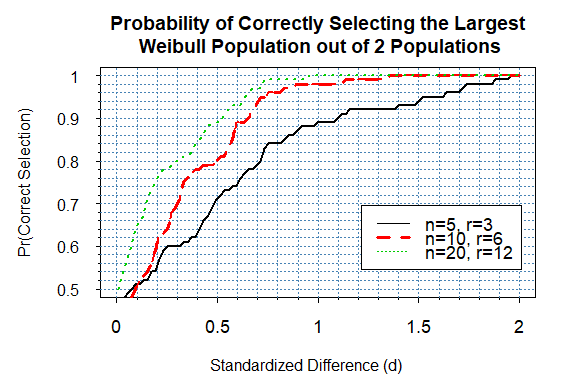 Probability of Correctly Selecting the Largest
Weibull Population out of 2 Populations
Pr(Correct Selection)
1
0.9
0.8
0.7
0.6
0.5
n=5, r=3
n=10, r=6
n=20, r=12
0 0.5 1 1.5 2
Standardized Difference (d)